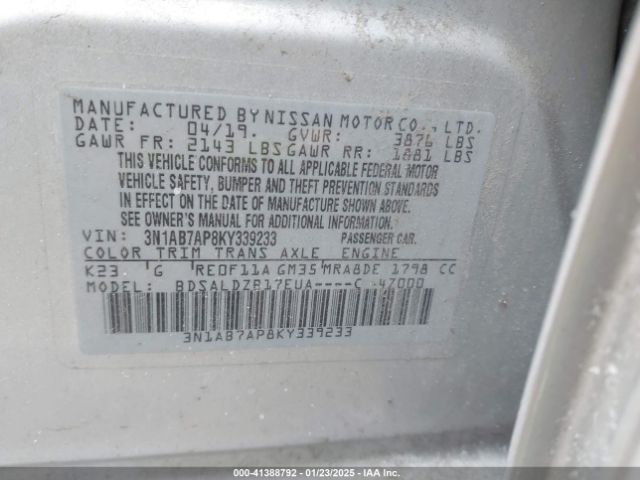 MANUFACTURED BY NISSAN MOTOR CO., LTD.
DATE: 04/19. GVWR: 3876 LBS
GAWR FR: 2143 LBS GAWR RR: 1881 LBS
THIS VEHICLE CONFORMS TO ALL APPLICABLE FEDERAL MOTOR
VEHICLE SAFETY, BUMPER AND THEFT PREVENTION STANDARDS
IN EFFECT ON THE DATE OF MANUFACTURE SHOWN ABOVE.
SEE OWNER'S MANUAL FOR ADDITIONAL INFORMATION.
VIN: 3N1AB7AP8KY339233 PASSENGER CAR.
COLOR TRIM TRANS AXLE ENGINE
K23 G RE0F11A GM35 MRA8DE 1798 CC
MODEL: BDSALDZB17EUA----C 47000
3N1AB7AP8KY339233
000-41388792 - 01/23/2025 - IAA Inc.